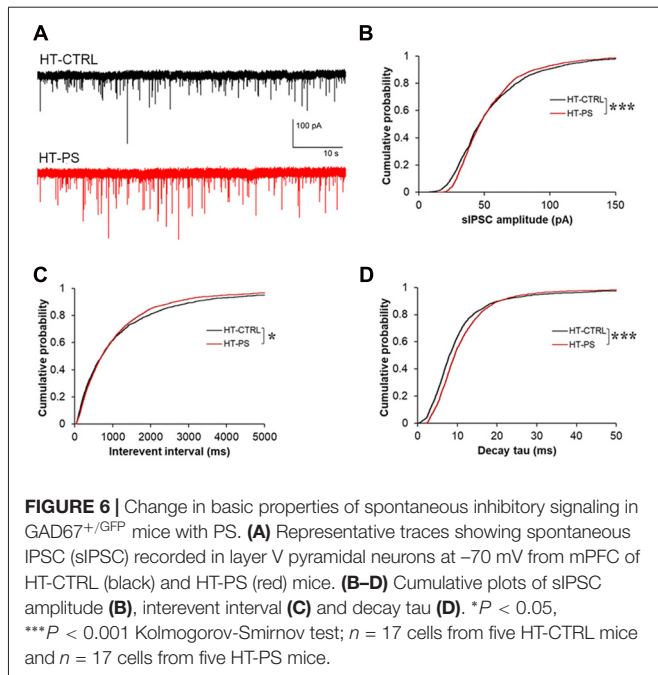 A
HT-CTRL
100 pA
10 s
HT-PS
B
Cumulative probability
1
0.8
0.6
0.4
0.2
0
HT-CTRL
HT-PS
***
0 50 100 150
sIPSC amplitude (pA)
C
Cumulative probability
1
0.8
0.6
0.4
0.2
0
HT-CTRL
HT-PS
*
0 1000 2000 3000 4000 5000
Interevent interval (ms)
D
Cumulative probability
1
0.8
0.6
0.4
0.2
0
HT-CTRL
HT-PS
***
0 10 20 30 40 50
Decay tau (ms)
FIGURE 6 | Change in basic properties of spontaneous inhibitory signaling in
GAD67+/GFP mice with PS. (A) Representative traces showing spontaneous
IPSC (sIPSC) recorded in layer V pyramidal neurons at –70 mV from mPFC of
HT-CTRL (black) and HT-PS (red) mice. (B–D) Cumulative plots of sIPSC
amplitude (B), interevent interval (C) and decay tau (D). *P < 0.05,
***P < 0.001 Kolmogorov-Smirnov test; n = 17 cells from five HT-CTRL mice
and n = 17 cells from five HT-PS mice.